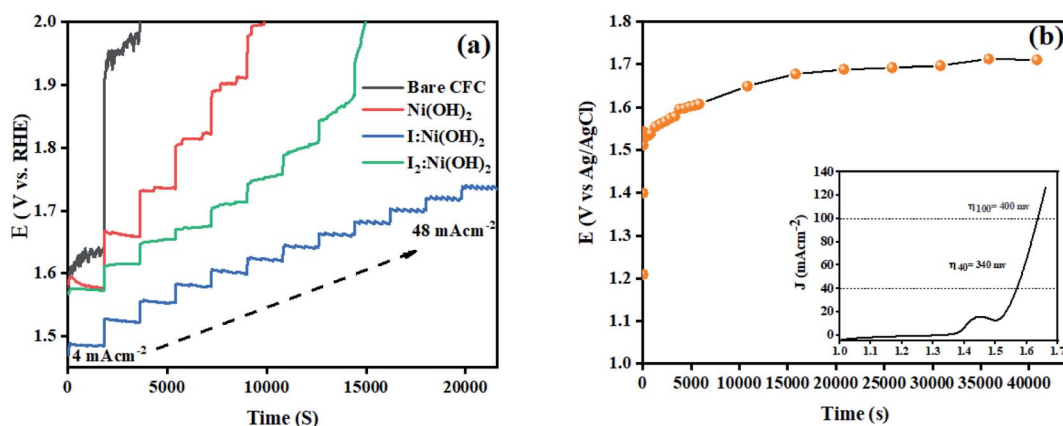 (a)
E ( V vs. RHE)
2.0
1.9
1.8
1.7
1.6
1.5
Bare CFC
Ni(OH)2
I:Ni(OH)2
I2:Ni(OH)2
48 mAcm-2
4 mAcm-2
0 5000 10000 15000 20000
Time (S)
(b)
E (V vs Ag/AgCl)
1.8
1.7
1.6
1.5
1.4
1.3
1.2
1.1
1.0
J (mAcm-2)
140
120
100
80
60
40
20
0
η100= 400 mv
η40= 340 mv
1.0 1.1 1.2 1.3 1.4 1.5 1.6 1.7
0 5000 10000 15000 20000 25000 30000 35000 40000
Time (s)